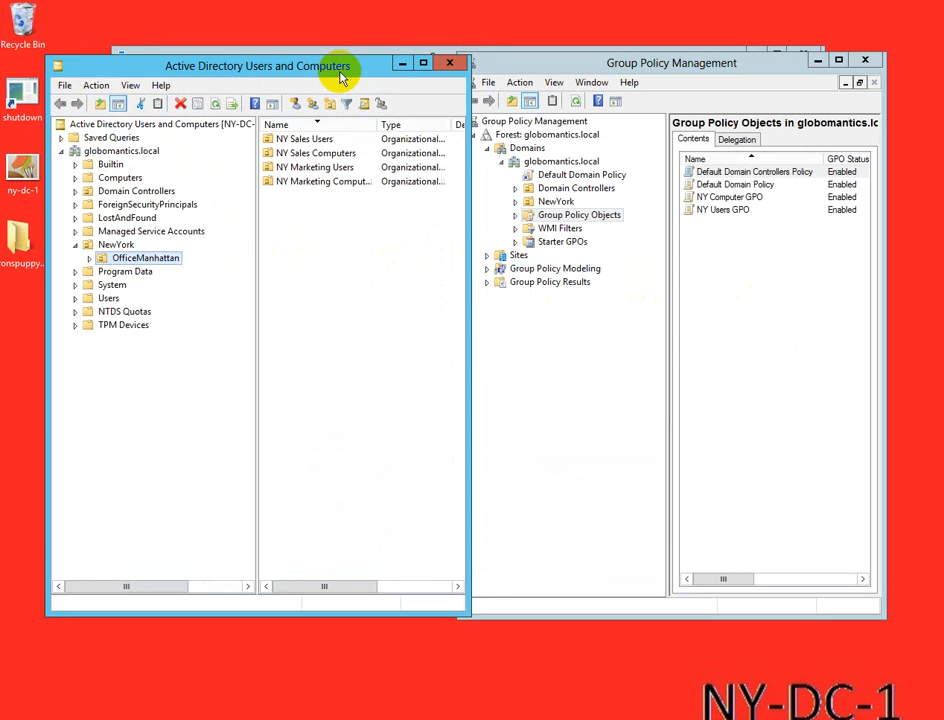 Recycle Bin
shutdown
ny-dc-1
ronspuppy...
Active Directory Users and Computers
File Action View Help
Active Directory Users and Computers [NY-DC-
Saved Queries
globomantics.local
Builtin
Computers
Domain Controllers
ForeignSecurityPrincipals
LostAndFound
Managed Service Accounts
NewYork
OfficeManhattan
Program Data
System
Users
NTDS Quotas
TPM Devices
Name Type De
NY Sales Users Organizational...
NY Sales Computers Organizational...
NY Marketing Users Organizational...
NY Marketing Comput... Organizational...
Group Policy Management
File Action View Window Help
Group Policy Management
Forest: globomantics.local
Domains
globomantics.local
Default Domain Policy
Domain Controllers
NewYork
Group Policy Objects
WMI Filters
Starter GPOs
Sites
Group Policy Modeling
Group Policy Results
Group Policy Objects in globomantics.lc
Contents Delegation
Name GPO Status
Default Domain Controllers Policy Enabled
Default Domain Policy Enabled
NY Computer GPO Enabled
NY Users GPO Enabled
NY-DC-1